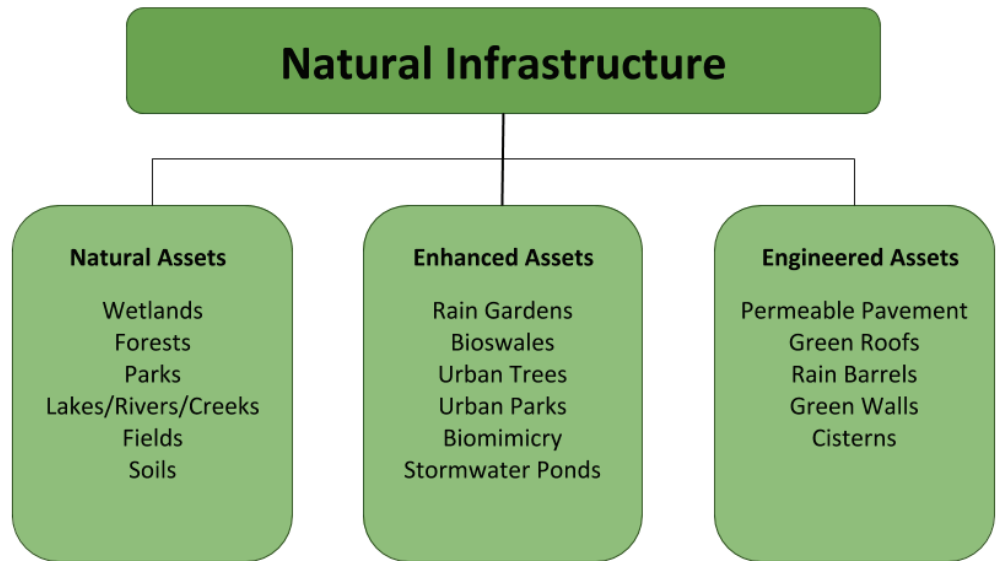 Natural Infrastructure
Natural Assets
Wetlands
Forests
Parks
Lakes/Rivers/Creeks
Fields
Soils
Enhanced Assets
Rain Gardens
Bioswales
Urban Trees
Urban Parks
Biomimicry
Stormwater Ponds
Engineered Assets
Permeable Pavement
Green Roofs
Rain Barrels
Green Walls
Cisterns